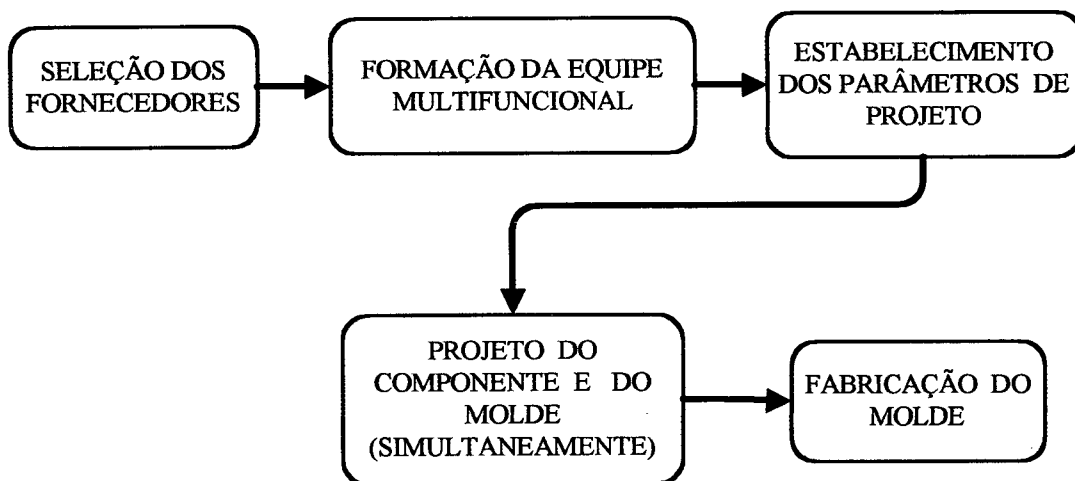 SELEÇÃO DOS
FORNECEDORES
FORMAÇÃO DA EQUIPE
MULTIFUNCIONAL
ESTABELECIMENTO
DOS PARÂMETROS DE
PROJETO
PROJETO DO
COMPONENTE E DO
MOLDE
(SIMULTANEAMENTE)
FABRICAÇÃO DO
MOLDE